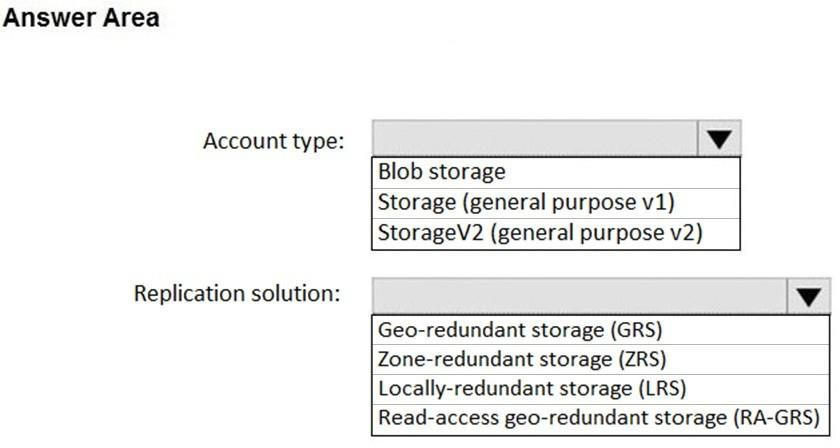 Answer Area
Account type:
Blob storage
Storage (general purpose v1)
StorageV2 (general purpose v2)
Replication solution:
Geo-redundant storage (GRS)
Zone-redundant storage (ZRS)
Locally-redundant storage (LRS)
Read-access geo-redundant storage (RA-GRS)